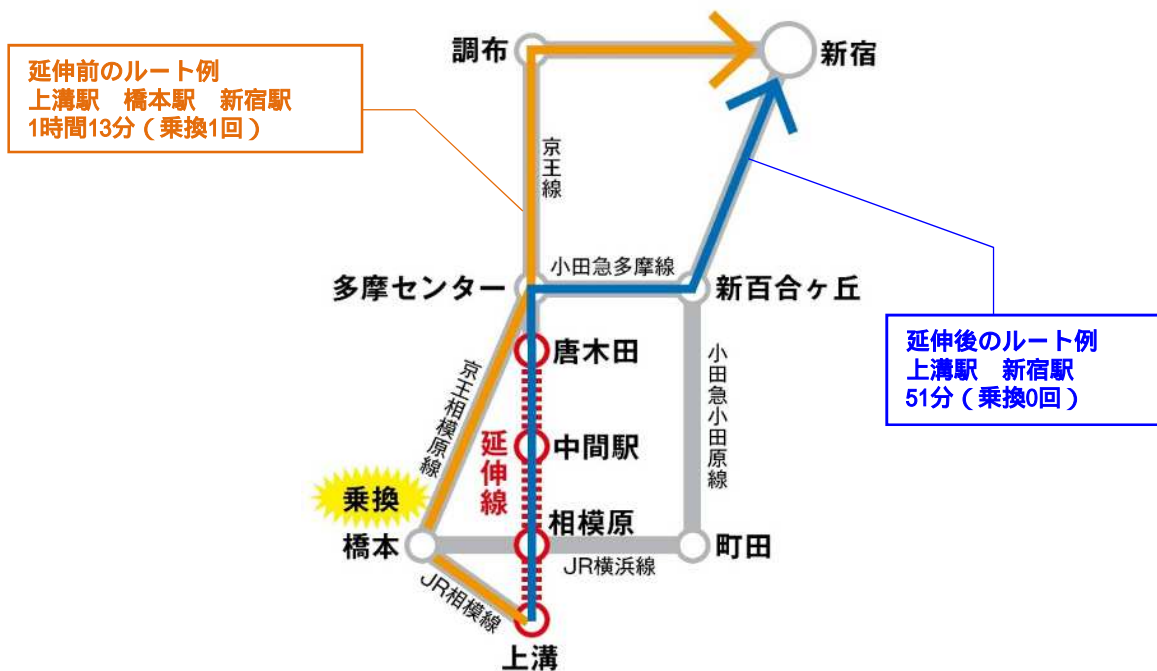 調布
新宿
延伸前のルート例
上溝駅　橋本駅　新宿駅
1時間13分（乗換1回）
京王線
小田急多摩線
多摩センター
新百合ヶ丘
唐木田
延伸後のルート例
上溝駅　新宿駅
51分（乗換0回）
小田急小田原線
京王相模原線
延伸線
中間駅
乗換
相模原
橋本
町田
JR横浜線
JR相模線
上溝